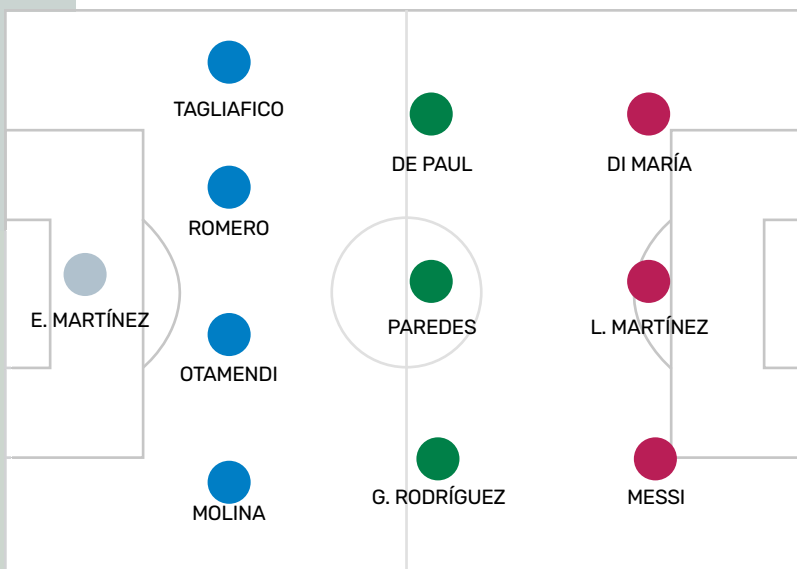 TAGLIAFICO
DE PAUL
DI MARÍA
ROMERO
E. MARTÍNEZ
PAREDES
L. MARTÍNEZ
OTAMENDI
G. RODRÍGUEZ
MESSI
MOLINA